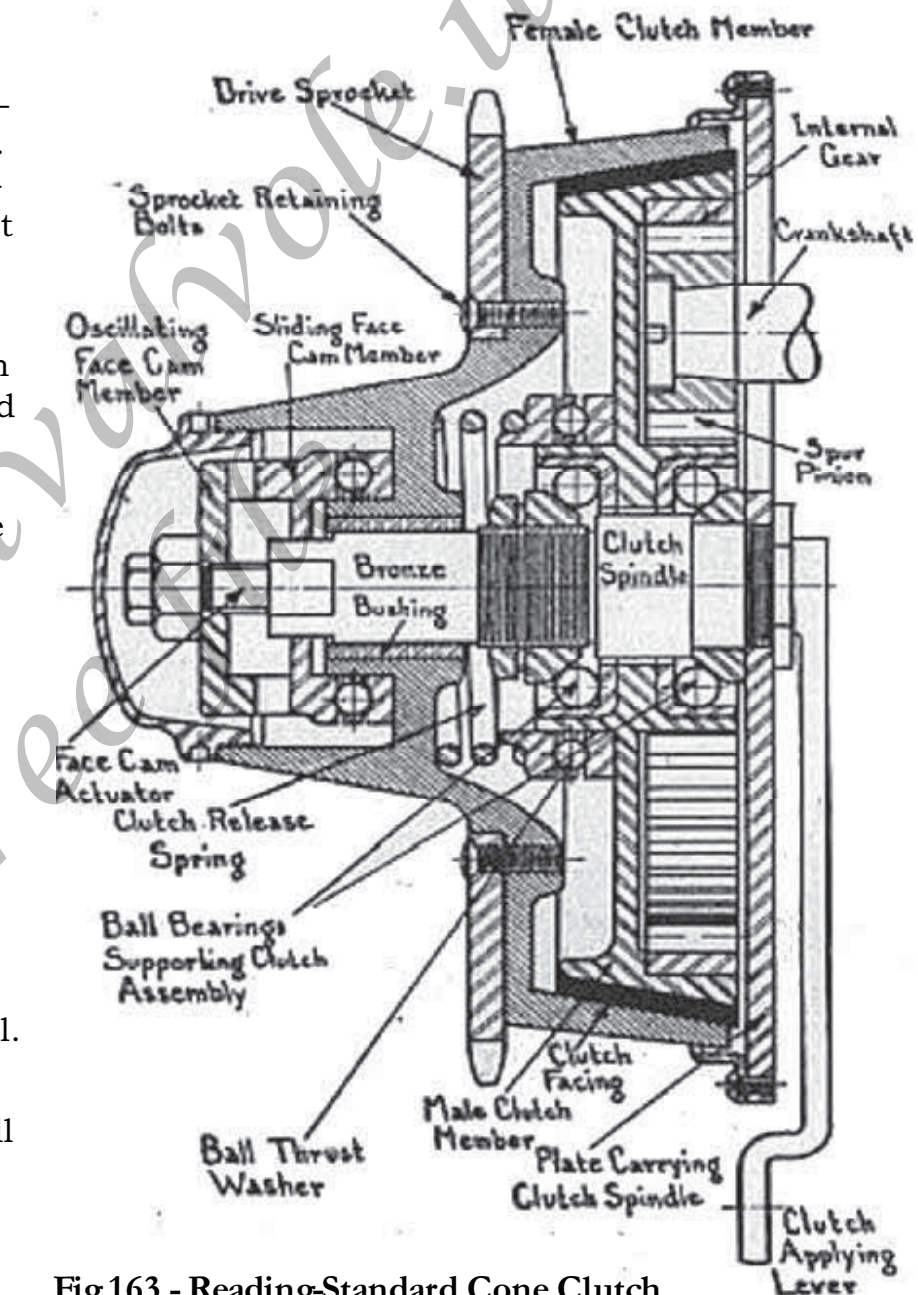 Female Clutch Member
Drive Sprocket
Internal
Gear
Sprocket Retaining
Bolts
Crankshaft
Oscillating
Face Cam
Member
Sliding Face
Cam Member
Spur
Pinion
Clutch
Spindle
Bronze
Bushing
Face Cam
Actuator
Clutch Release
Spring
Ball Bearings
Supporting Clutch
Assembly
Clutch
Facing
Male Clutch
Member
Ball Thrust
Washer
Plate Carrying
Clutch Spindle
Clutch
Applying
Lever
Fig 163 - Reading-Standard Cone Clutch